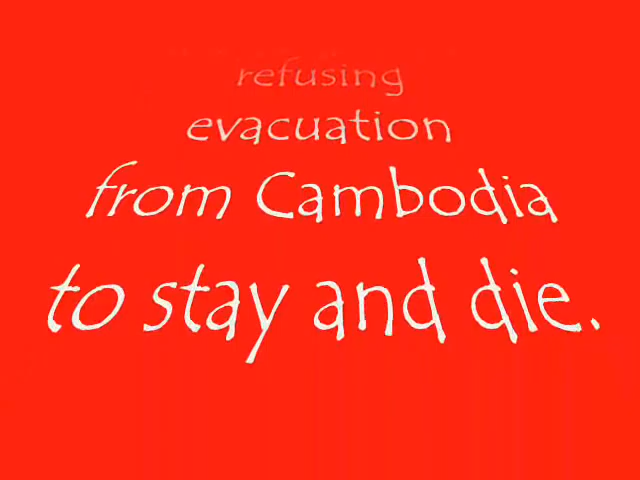 refusing
evacuation
from Cambodia
to stay and die.